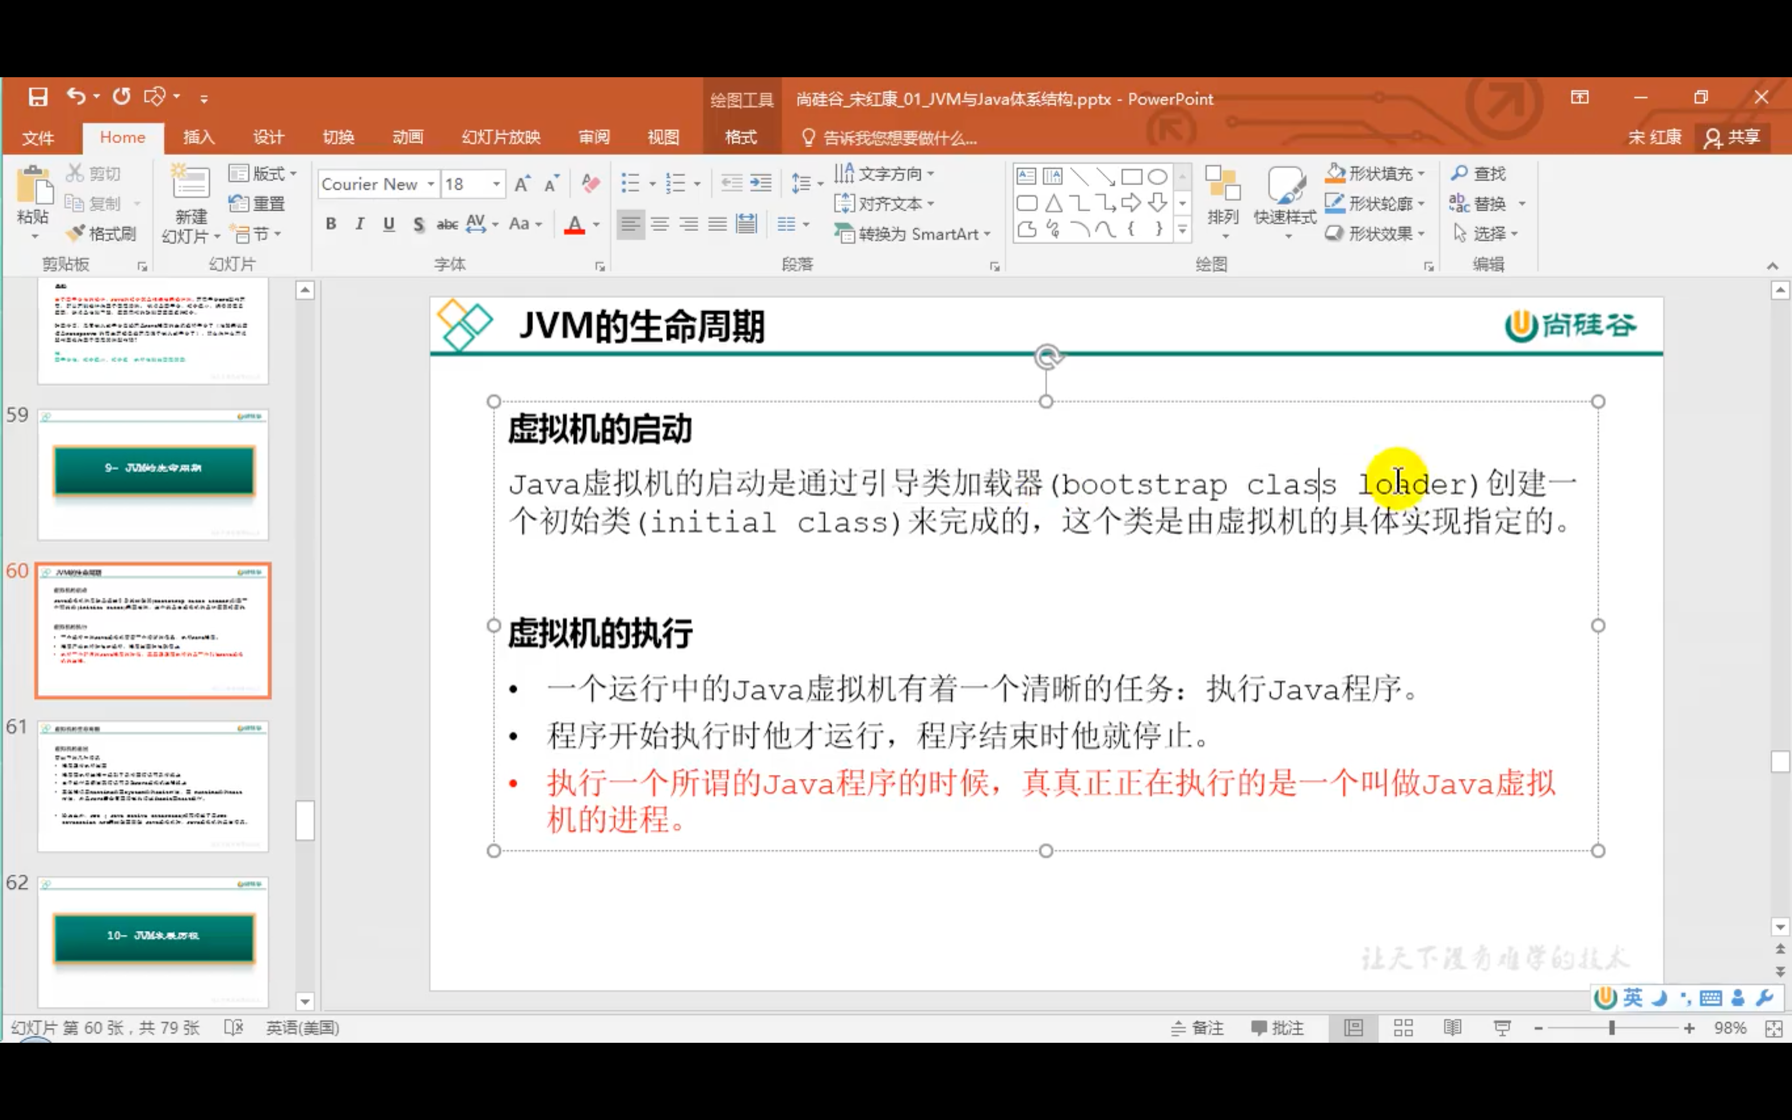 绘图工具
尚硅谷_宋红康_01_JVM与Java体系结构.pptx - PowerPoint
文件
Home
插入
设计
切换
动画
幻灯片放映
审阅
视图
格式
告诉我您想要做什么...
宋 红康
共享
粘贴
剪切
复制
格式刷
剪贴板
新建
幻灯片
版式
重置
节
幻灯片
Courier New
18
B I U S abc AV Aa A
字体
段落
文字方向
对齐文本
转换为 SmartArt
排列
快速样式
形状填充
形状轮廓
形状效果
绘图
查找
替换
选择
编辑
59
9- JVM的生命周期
60
JVM的生命周期
61
62
10- JVM发展历程
JVM的生命周期
尚硅谷
虚拟机的启动
Java虚拟机的启动是通过引导类加载器(bootstrap class loader)创建一
个初始类(initial class)来完成的，这个类是由虚拟机的具体实现指定的。
虚拟机的执行
• 一个运行中的Java虚拟机有着一个清晰的任务：执行Java程序。
• 程序开始执行时他才运行，程序结束时他就停止。
• 执行一个所谓的Java程序的时候，真真正正在执行的是一个叫做Java虚拟
机的进程。
让天下没有难学的技术
英
幻灯片 第 60 张，共 79 张
英语(美国)
备注
批注
98%